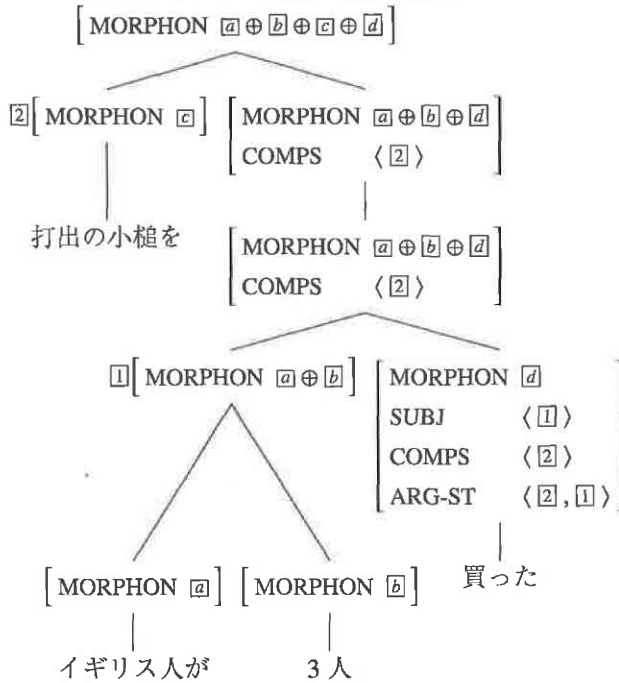 [MORPHON a ⊕ b ⊕ c ⊕ d]
2[MORPHON c] [MORPHON a ⊕ b ⊕ d
COMPS 〈2〉]
打出の小槌を
[MORPHON a ⊕ b ⊕ d
COMPS 〈2〉]
1[MORPHON a ⊕ b] [MORPHON d
SUBJ 〈1〉
COMPS 〈2〉
ARG-ST 〈2, 1〉]
[MORPHON a] [MORPHON b] 買った
イギリス人が 3人